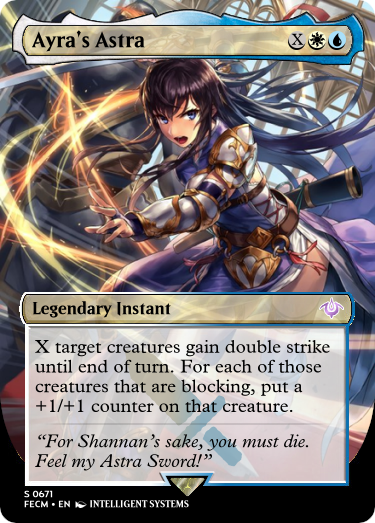 Ayra's Astra X
Legendary Instant
X target creatures gain double strike
until end of turn. For each of those
creatures that are blocking, put a
+1/+1 counter on that creature.
“For Shannan's sake, you must die.
Feel my Astra Sword!”
S 0671
FECM • EN INTELLIGENT SYSTEMS